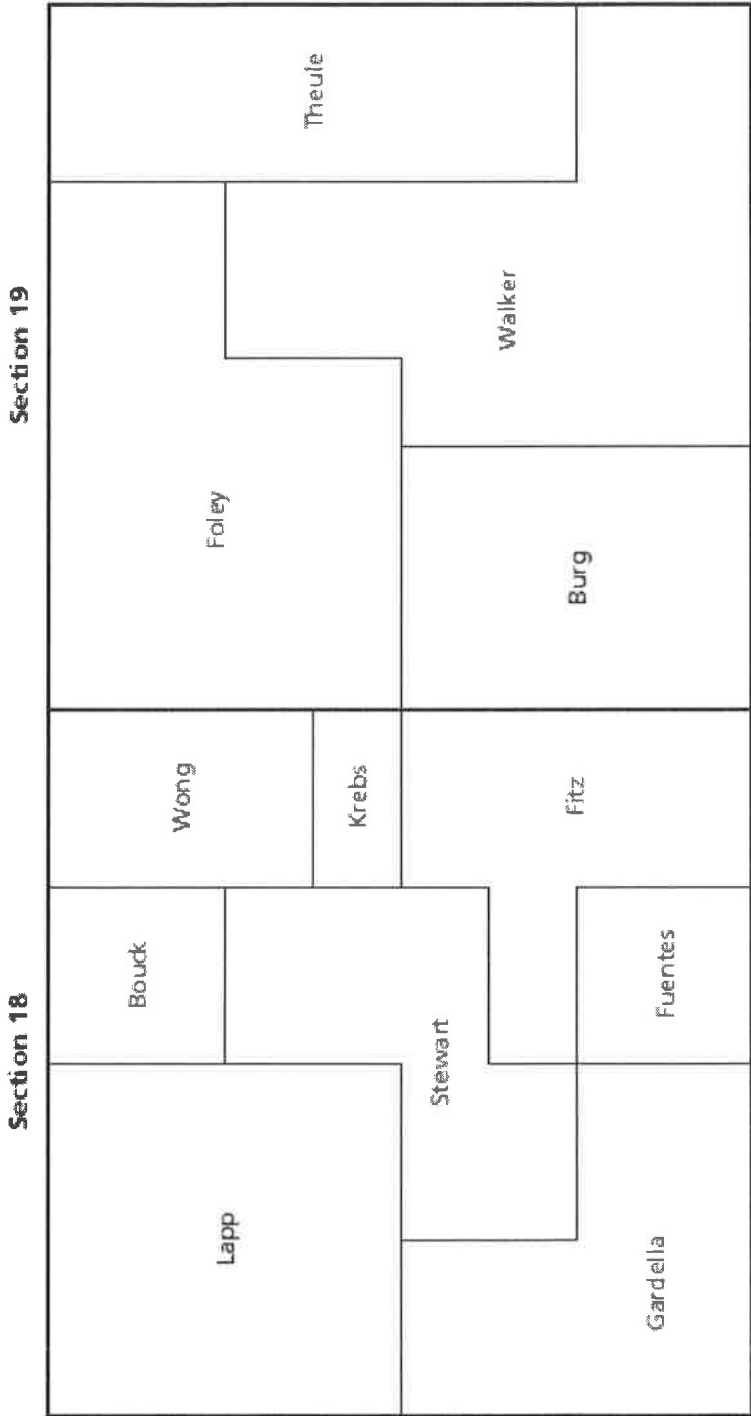 Section 18
Section 19
Lapp
Bouck
Wong
Foley
Theule
Stewart
Krebs
Walker
Gardella
Fuentes
Fitz
Burg